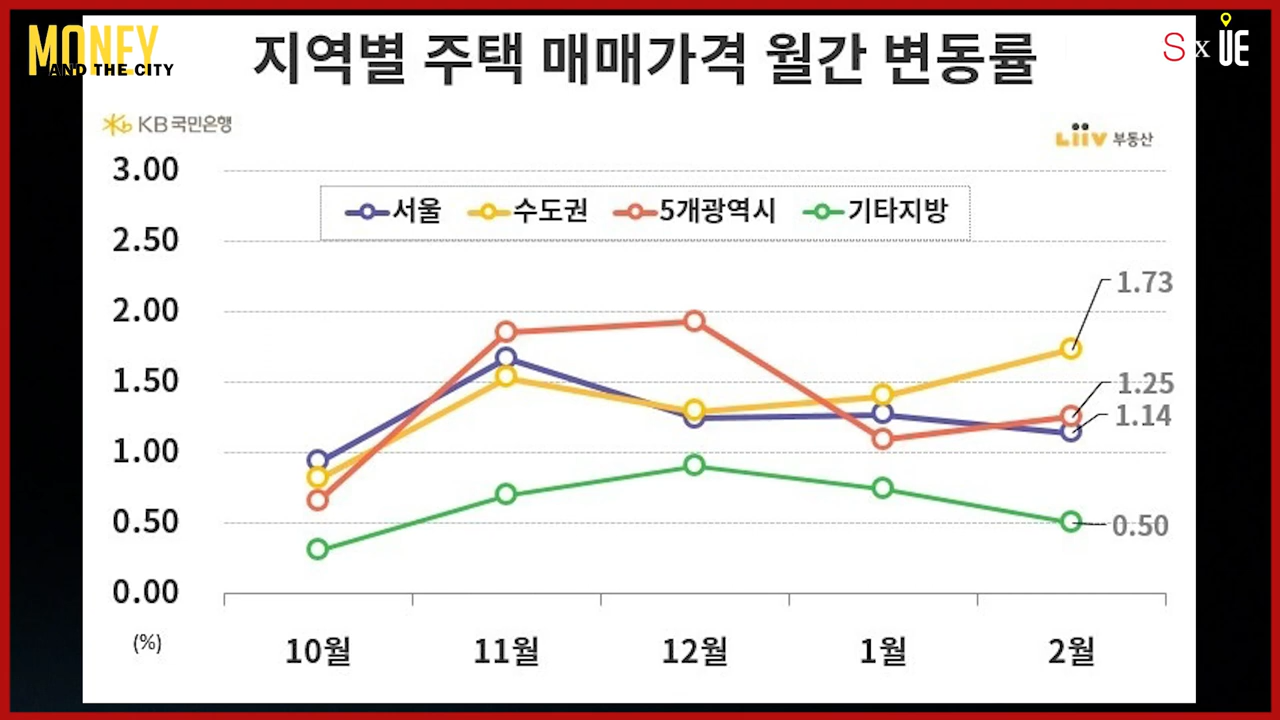 MONEY
AND THE CITY
지역별 주택 매매가격 월간 변동률
S x UE
KB국민은행
Liiv 부동산
3.00
서울 수도권 5개광역시 기타지방
2.50
2.00
1.50
1.00
0.50
0.00
1.73
1.25
1.14
0.50
(%)
10월 11월 12월 1월 2월